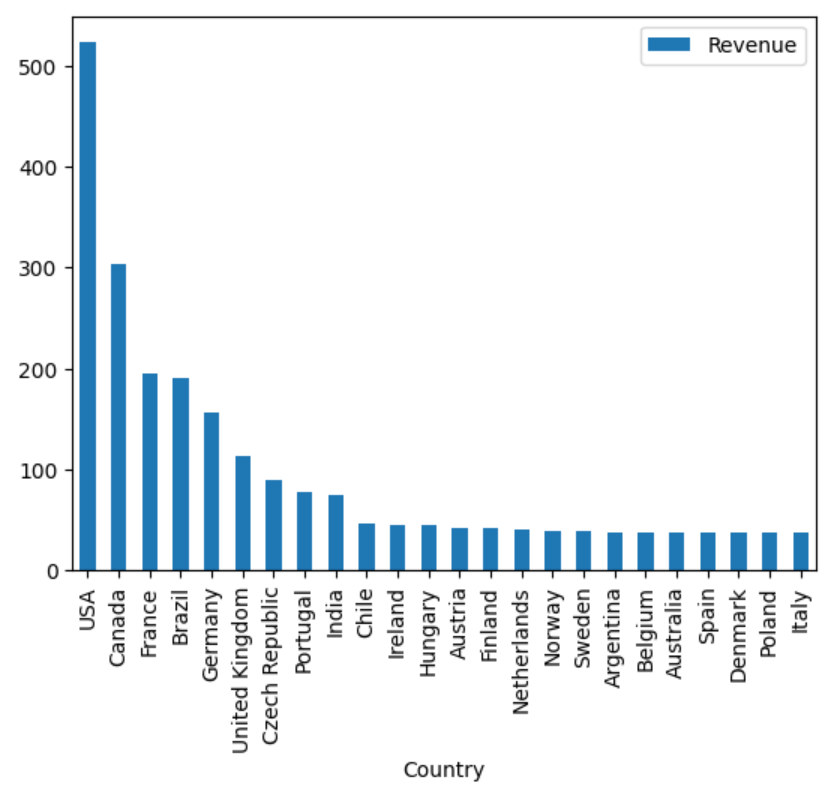 Revenue
500
400
300
200
100
0
USA
Canada
France
Brazil
Germany
United Kingdom
Czech Republic
Portugal
India
Chile
Ireland
Hungary
Austria
Finland
Netherlands
Norway
Sweden
Argentina
Belgium
Australia
Spain
Denmark
Poland
Italy
Country